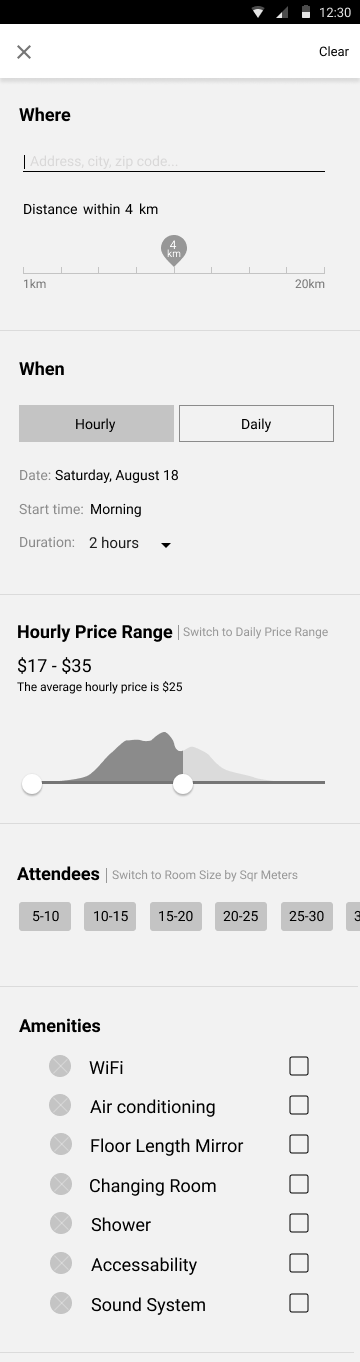 12:30
Clear
Where
Address, city, zip code...
Distance within 4 km
4
km
1km 20km
When
Hourly Daily
Date: Saturday, August 18
Start time: Morning
Duration: 2 hours
Hourly Price Range | Switch to Daily Price Range
$17 - $35
The average hourly price is $25
Attendees | Switch to Room Size by Sqr Meters
5-10 10-15 15-20 20-25 25-30 3
Amenities
WiFi
Air conditioning
Floor Length Mirror
Changing Room
Shower
Accessability
Sound System